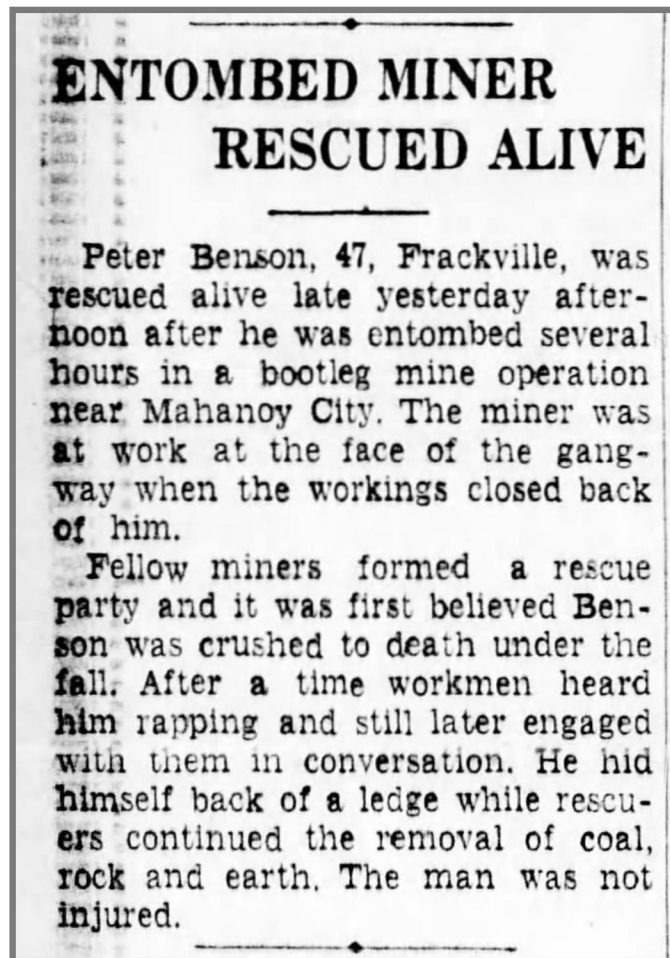 ENTOMBED MINER
RESCUED ALIVE
Peter Benson, 47, Frackville, was
rescued alive late yesterday after-
noon after he was entombed several
hours in a bootleg mine operation
near Mahanoy City. The miner was
at work at the face of the gang-
way when the workings closed back
of him.
Fellow miners formed a rescue
party and it was first believed Ben-
son was crushed to death under the
fall. After a time workmen heard
him rapping and still later engaged
with them in conversation. He hid
himself back of a ledge while rescu-
ers continued the removal of coal,
rock and earth. The man was not
injured.